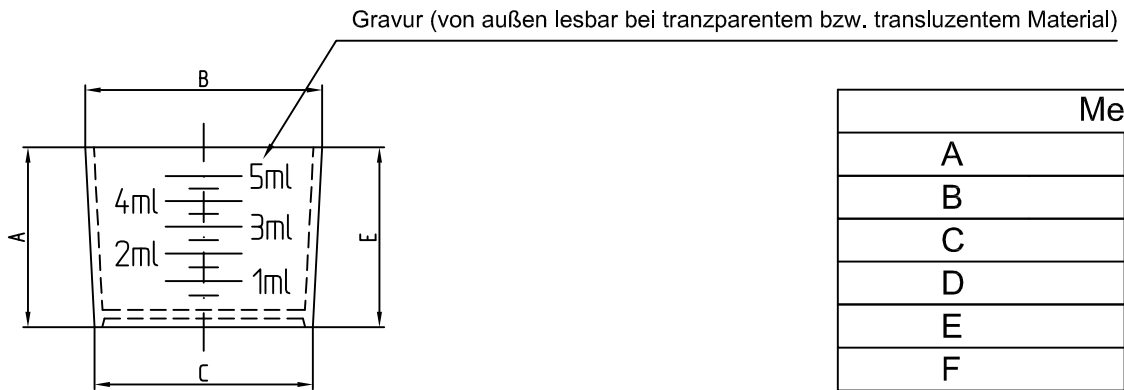 Gravur (von außen lesbar bei tranzparentem bzw. transluzentem Material)
B
5ml
4ml
3ml
2ml
1ml
A
E
C
Me
A
B
C
D
E
F